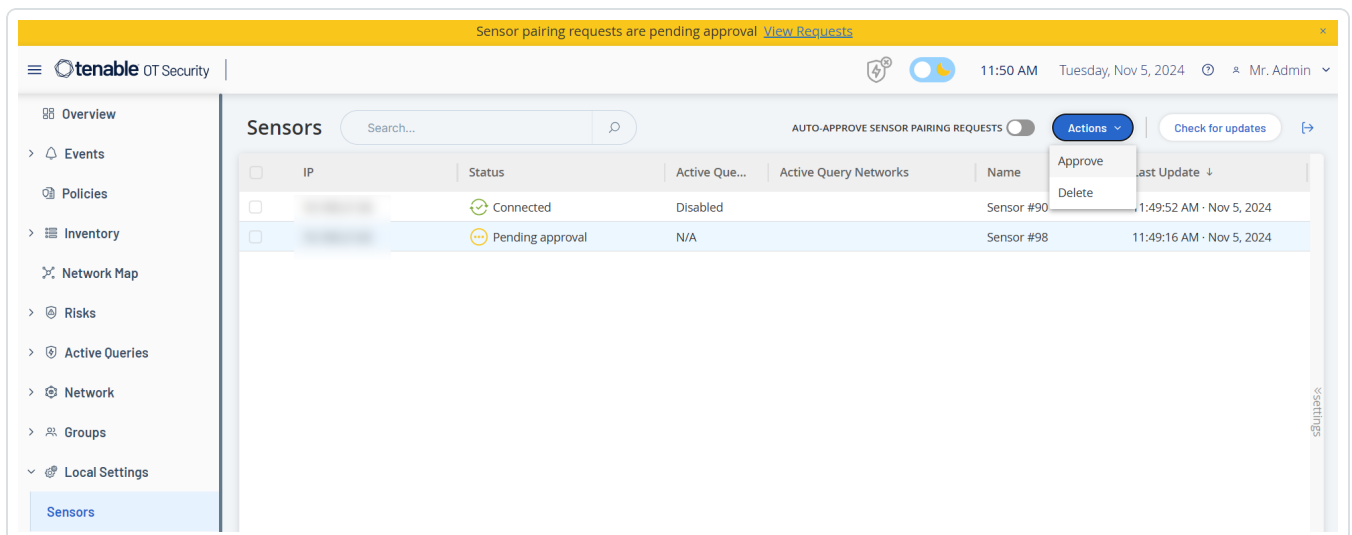 Sensor pairing requests are pending approval View Requests ×
tenable OT Security 11:50 AM Tuesday, Nov 5, 2024 Mr. Admin
Overview
Events
Policies
Inventory
Network Map
Risks
Active Queries
Network
Groups
Local Settings
Sensors
Sensors Search... AUTO-APPROVE SENSOR PAIRING REQUESTS Actions Check for updates
Approve
Delete
IP Status Active Que... Active Query Networks Name Last Update ↓
Connected Disabled Sensor #90 11:49:52 AM · Nov 5, 2024
Pending approval N/A Sensor #98 11:49:16 AM · Nov 5, 2024
settings